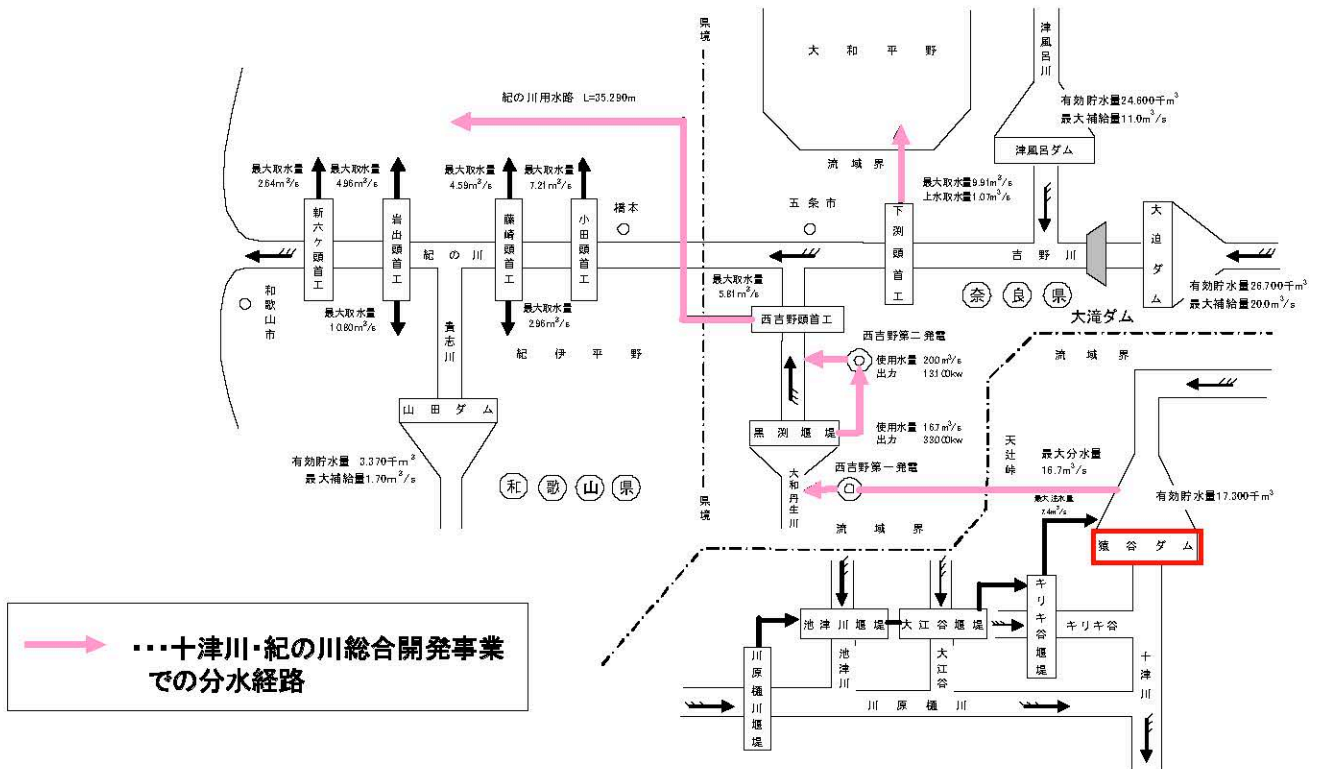 県境
大和平野
津風呂川
有効貯水量24.600千m³
最大補給量11.0m³/s
津風呂ダム
紀の川用水路 L=35.290m
流域界
最大取水量
2.64m³/s
最大取水量
4.96m³/s
最大取水量
4.59m³/s
最大取水量
7.21m³/s
最大取水量9.91m³/s
上水取水量1.07m³/s
新六ヶ頭首工
岩出頭首工
藤崎頭首工
小田頭首工
橋本
五条市
下渕頭首工
大迫ダム
紀の川
吉野川
和歌山市
最大取水量
5.81m³/s
奈良県
有効貯水量26.700千m³
最大補給量20.0m³/s
大滝ダム
最大取水量
10.80m³/s
貴志川
最大取水量
2.96m³/s
紀伊平野
西吉野頭首工
西吉野第二発電
使用水量 20.0m³/s
出力 13.100kw
流域界
山田ダム
有効貯水量 3.370千m³
最大補給量1.70m³/s
和歌山県
黒渕堰堤
使用水量 16.7m³/s
出力 33.000kw
天辻峠
最大分水量
16.7m³/s
西吉野第一発電
大和丹生川
県境
有効貯水量17.300千m³
最大注水量
7.4m³/s
流域界
猿谷ダム
池津川堰堤
大江谷堰堤
キリキ谷堰堤
キリキ谷
川原樋川堰堤
池津川
大江谷
十津川
川原樋川
･･･十津川･紀の川総合開発事業
での分水経路